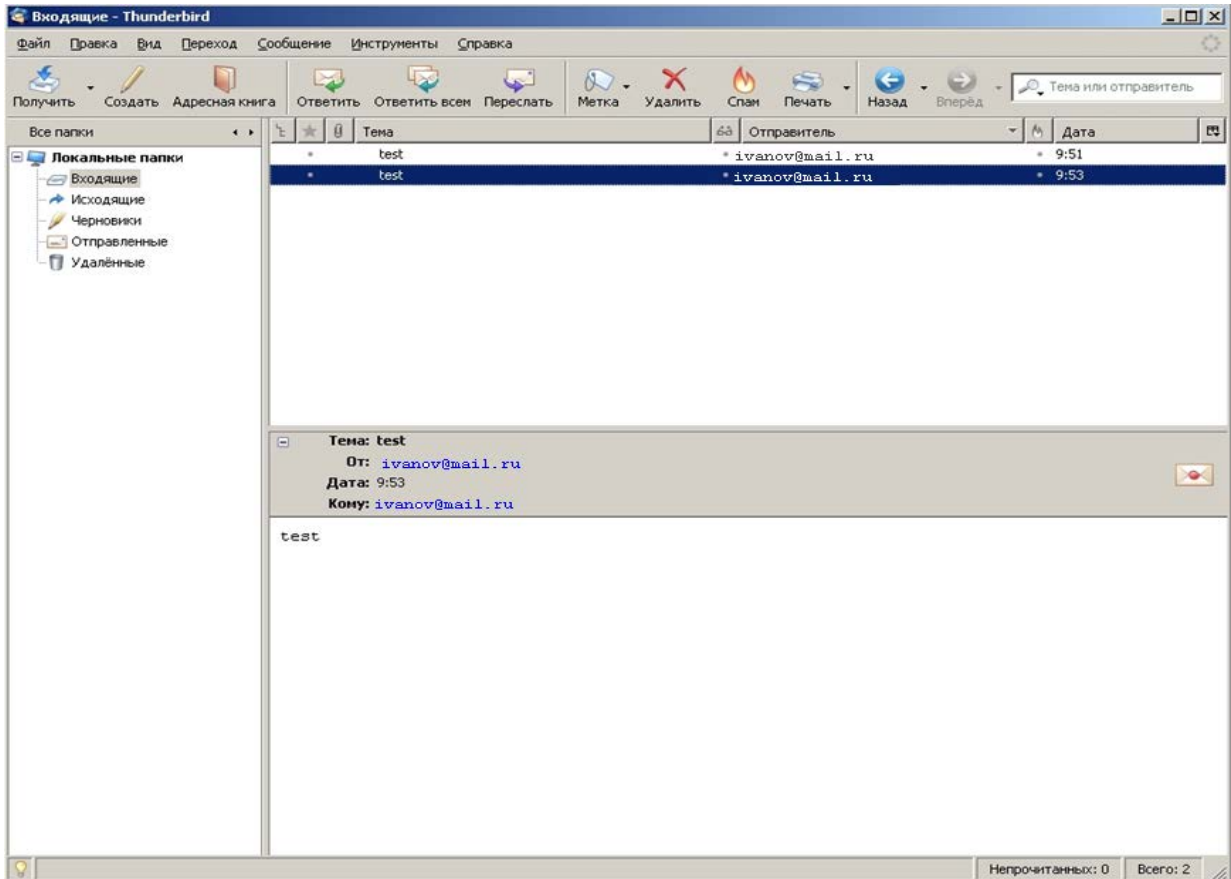 Входящие - Thunderbird
Файл Правка Вид Переход Сообщение Инструменты Справка
Получить Создать Адресная книга Ответить Ответить всем Переслать Метка Удалить Спам Печать Назад Вперёд Тема или отправитель
Все папки Тема Отправитель Дата
Локальные папки
Входящие
Исходящие
Черновики
Отправленные
Удалённые
test ivanov@mail.ru 9:51
test ivanov@mail.ru 9:53
Тема: test
От: ivanov@mail.ru
Дата: 9:53
Кому: ivanov@mail.ru
test
Непрочитанных: 0 Всего: 2